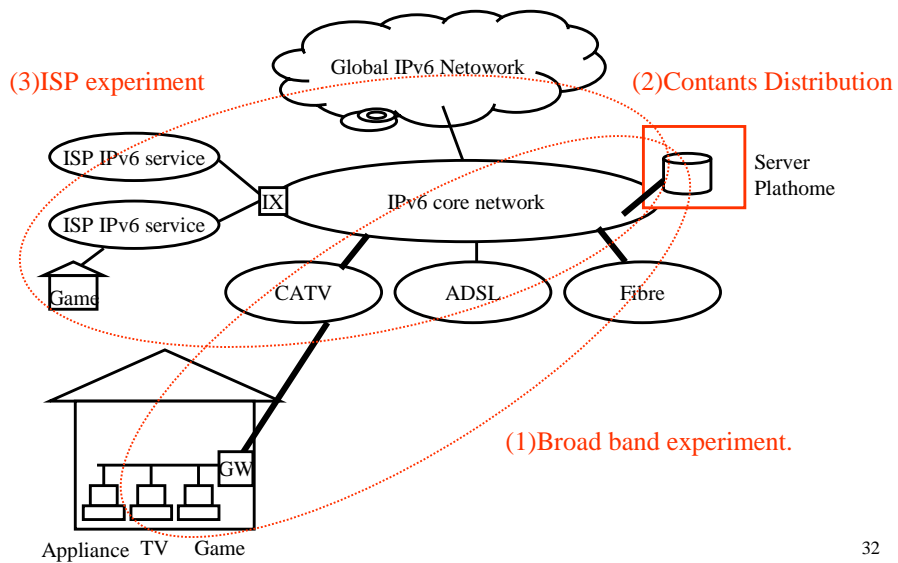 Global IPv6 Netowork
(3)ISP experiment
(2)Contants Distribution
ISP IPv6 service
Server
Plathome
IX
IPv6 core network
ISP IPv6 service
Game
CATV
ADSL
Fibre
(1)Broad band experiment.
GW
Appliance TV Game
32